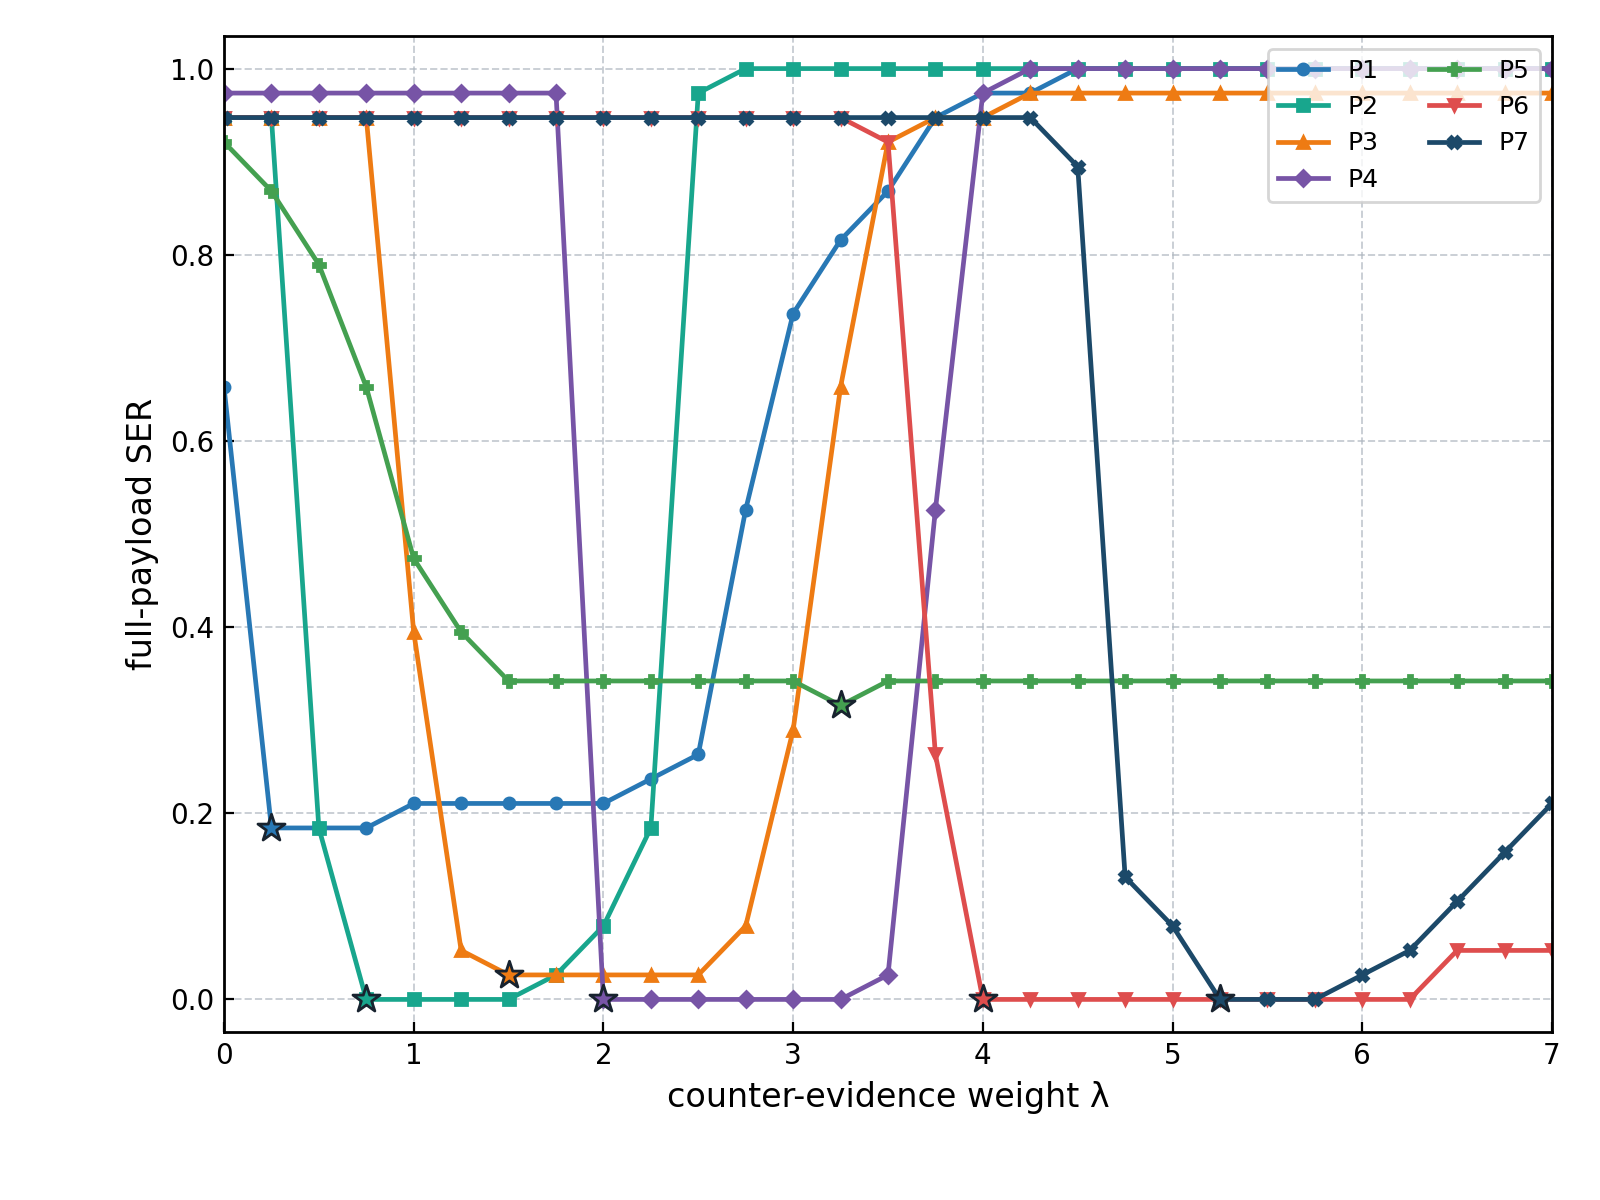 1.0
0.8
0.6
0.4
0.2
0.0
full-payload SER
0 1 2 3 4 5 6 7
counter-evidence weight λ
P1 P5
P2 P6
P3 P7
P4